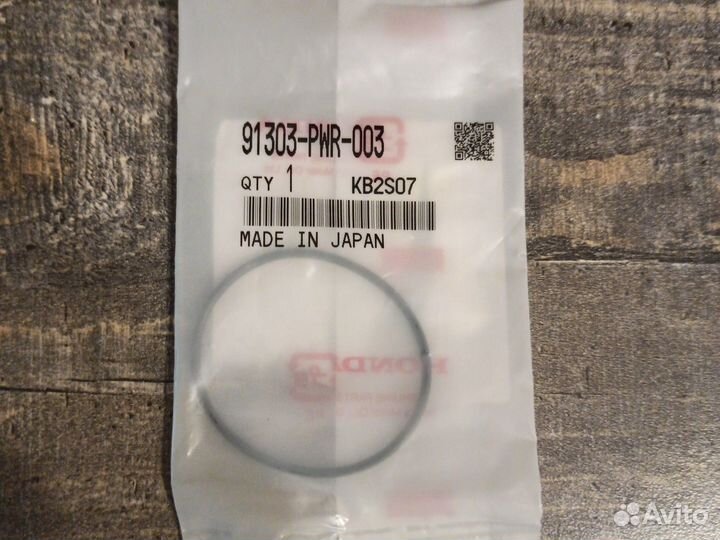 91303-PWR-003
QTY 1 KB2S07
MADE IN JAPAN
HONDA
Avito